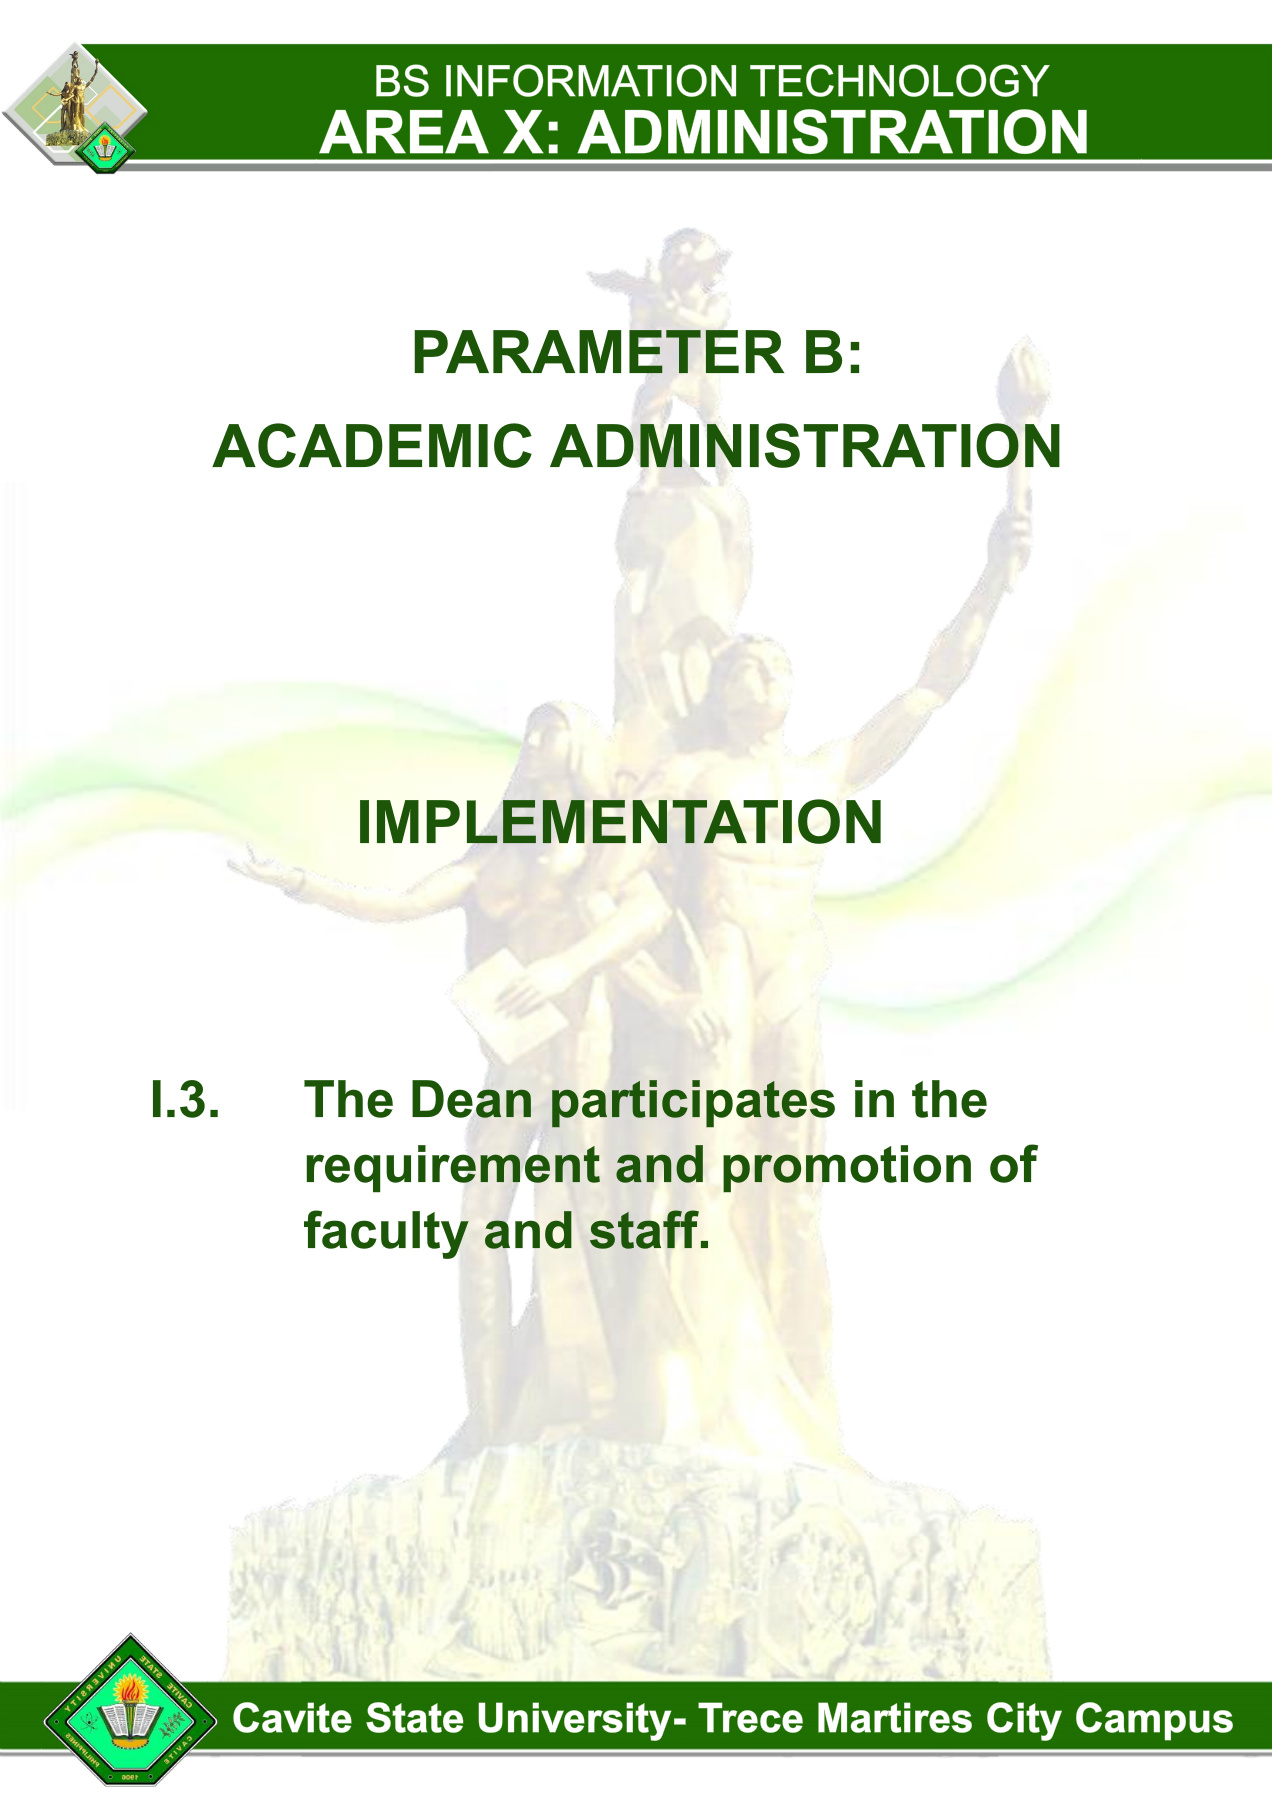 BS INFORMATION TECHNOLOGY
AREA X: ADMINISTRATION
PARAMETER B:
ACADEMIC ADMINISTRATION
IMPLEMENTATION
I.3. The Dean participates in the
requirement and promotion of
faculty and staff.
CAVITE STATE UNIVERSITY
CAVITE PHILIPPINES
1906
Cavite State University- Trece Martires City Campus